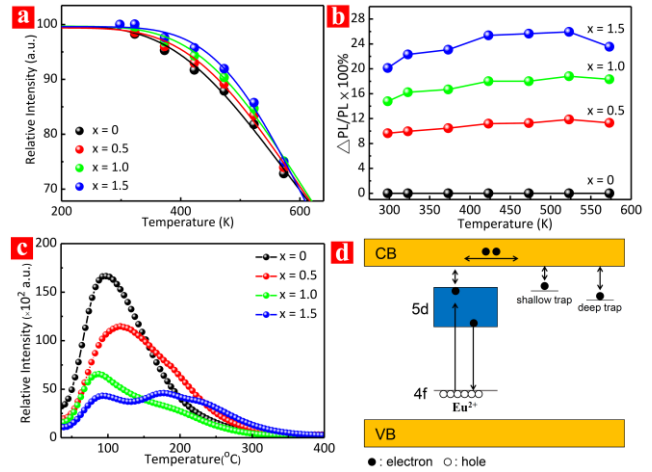 a
Relative Intensity (a.u.)
100
90
80
70
x = 0
x = 0.5
x = 1.0
x = 1.5
200 300 400 500 600
Temperature (K)
b
△PL/PL × 100%
28
24
20
16
12
8
4
0
x = 1.5
x = 1.0
x = 0.5
x = 0
300 350 400 450 500 550 600
Temperature (K)
c
Relative Intensity (×10² a.u.)
200
150
100
50
0
x = 0
x = 0.5
x = 1.0
x = 1.5
100 200 300 400
Temperature(°C)
d
CB
5d
shallow trap
deep trap
4f
Eu²⁺
VB
: electron : hole